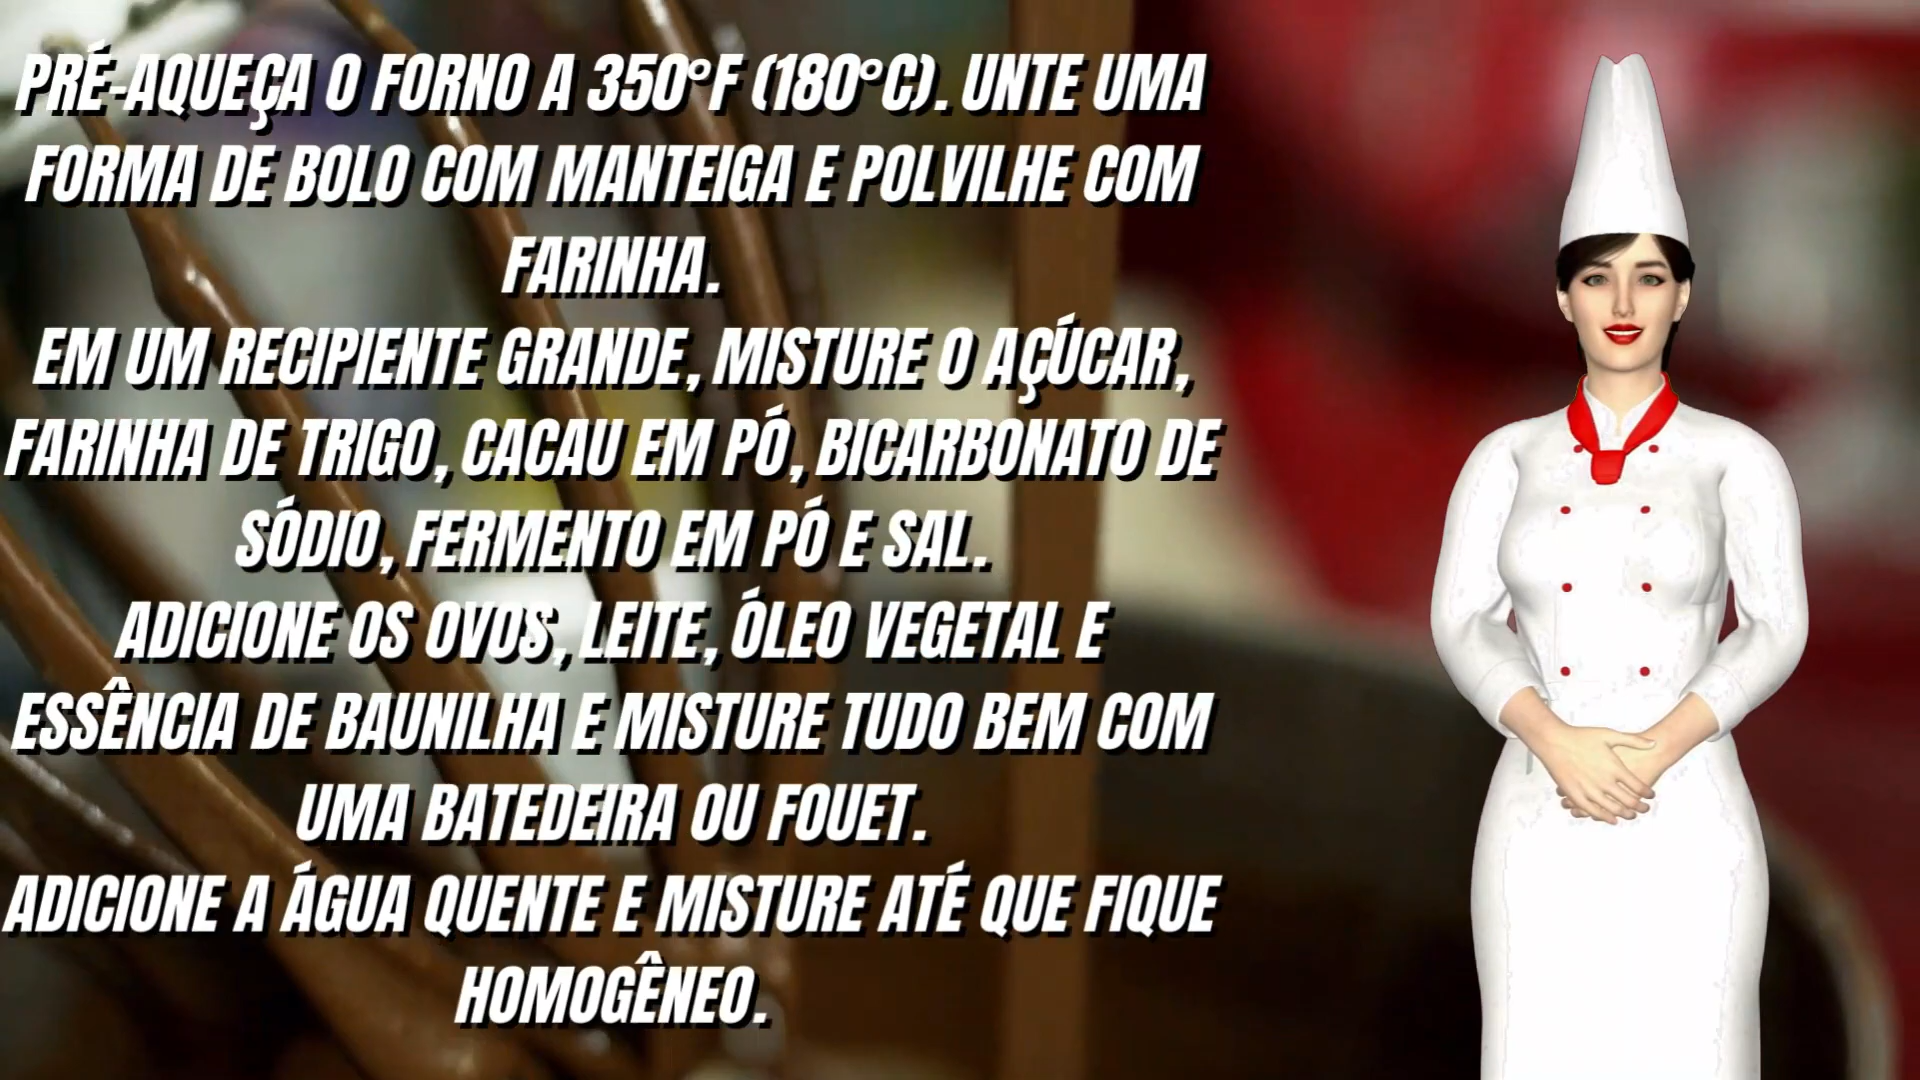 PRÉ-AQUEÇA O FORNO A 350°F (180°C). UNTE UMA
FORMA DE BOLO COM MANTEIGA E POLVILHE COM
FARINHA.
EM UM RECIPIENTE GRANDE, MISTURE O AÇÚCAR,
FARINHA DE TRIGO, CACAU EM PÓ, BICARBONATO DE
SÓDIO, FERMENTO EM PÓ E SAL.
ADICIONE OS OVOS, LEITE, ÓLEO VEGETAL E
ESSÊNCIA DE BAUNILHA E MISTURE TUDO BEM COM
UMA BATEDEIRA OU FOUET.
ADICIONE A ÁGUA QUENTE E MISTURE ATÉ QUE FIQUE
HOMOGÊNEO.